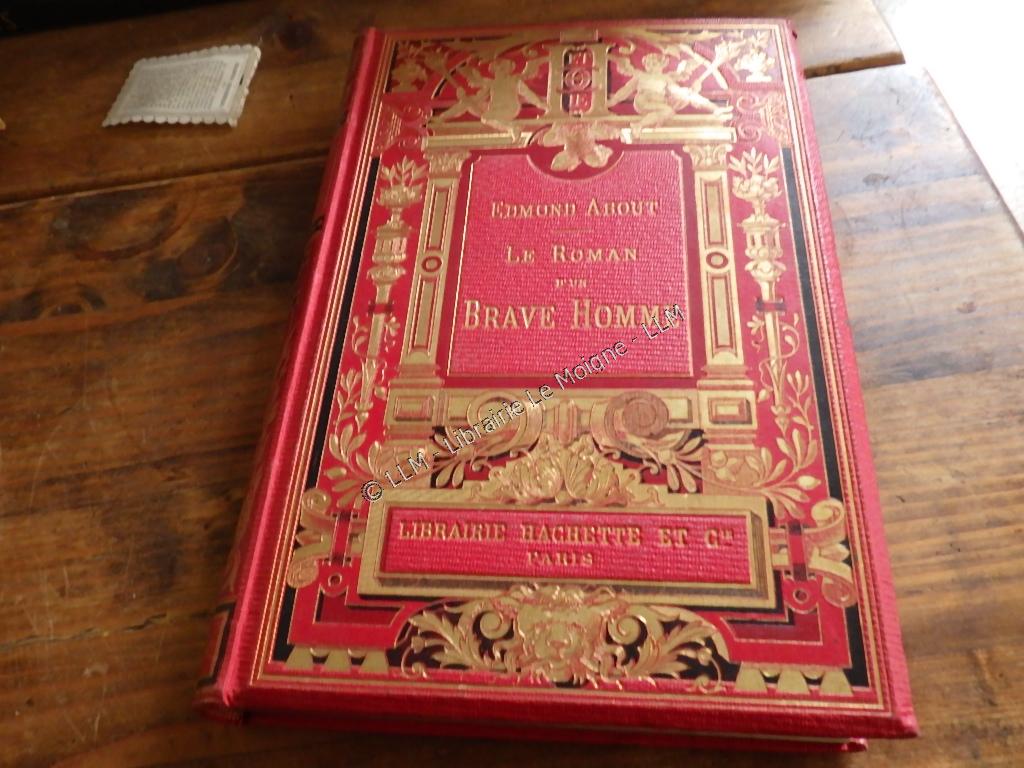 EDMOND ABOUT
LE ROMAN
D'UN
BRAVE HOMME
© LLM - Librairie Le Moigne - LLM
LIBRAIRIE HACHETTE ET Cie
PARIS